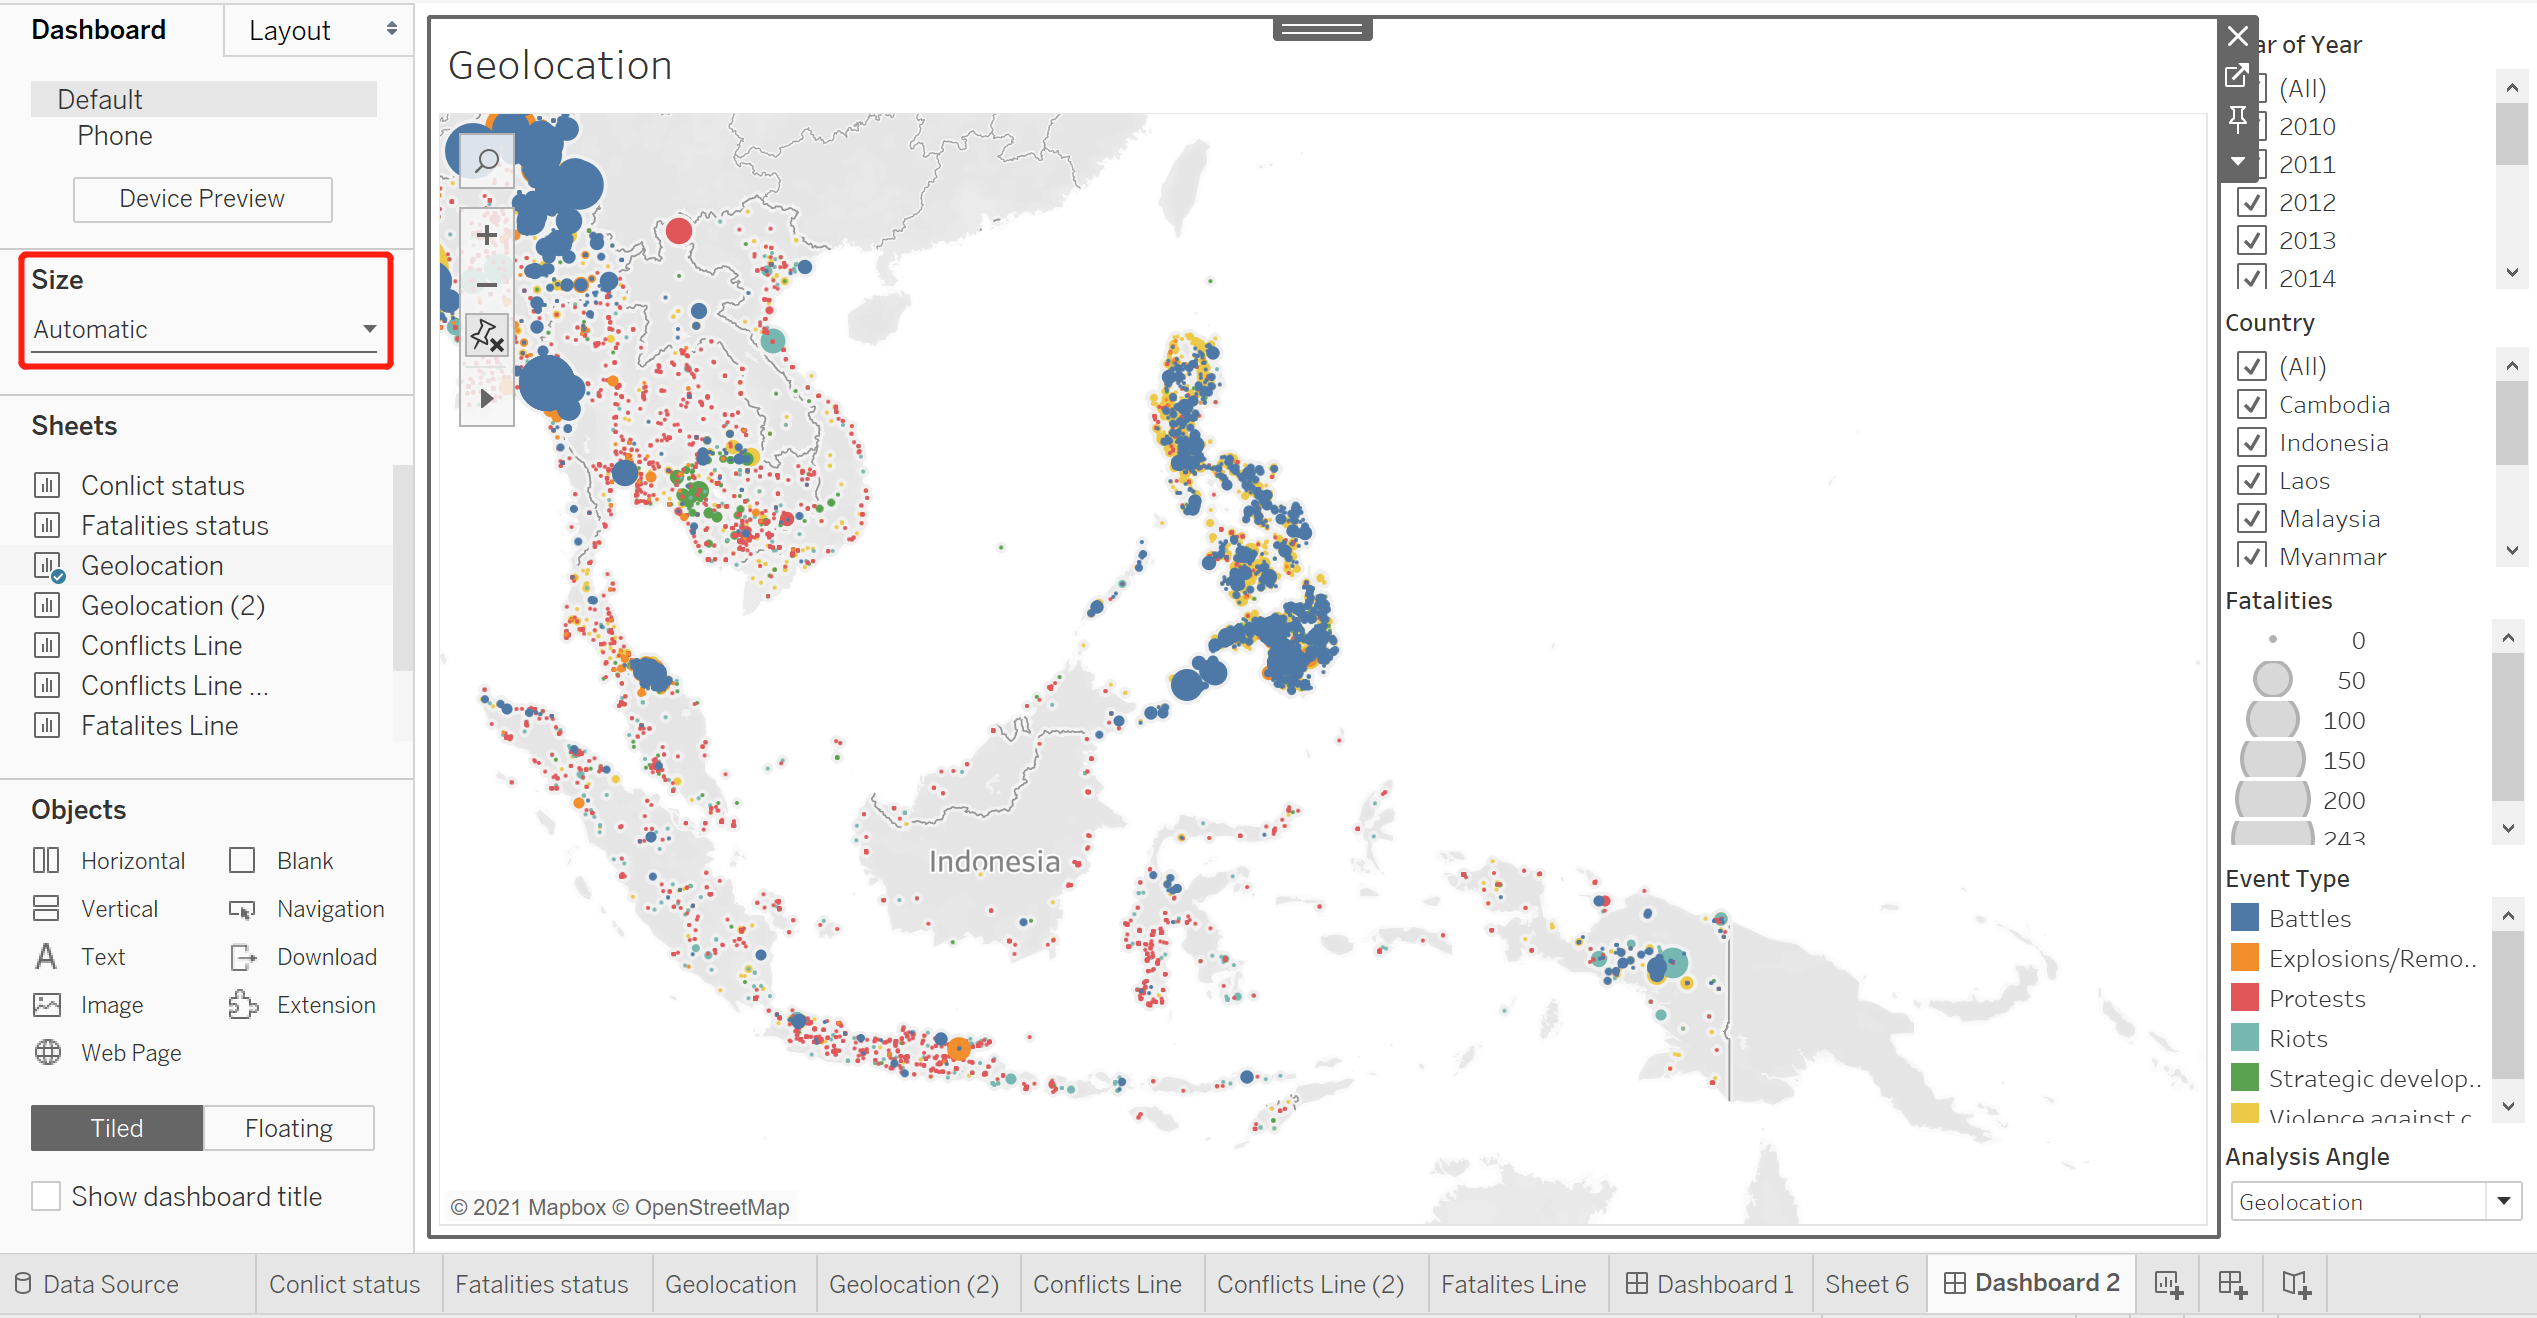 Dashboard
Layout
Default
Phone
Device Preview
Size
Automatic
Sheets
Conlict status
Fatalities status
Geolocation
Geolocation (2)
Conflicts Line
Conflicts Line ...
Fatalites Line
Objects
Horizontal
Blank
Vertical
Navigation
Text
Download
Image
Extension
Web Page
Tiled
Floating
Show dashboard title
Geolocation
Indonesia
© 2021 Mapbox © OpenStreetMap
ar of Year
(All)
2010
2011
2012
2013
2014
Country
(All)
Cambodia
Indonesia
Laos
Malaysia
Myanmar
Fatalities
0
50
100
150
200
243
Event Type
Battles
Explosions/Remo..
Protests
Riots
Strategic develop..
Violence against c
Analysis Angle
Geolocation
Data Source
Conlict status
Fatalities status
Geolocation
Geolocation (2)
Conflicts Line
Conflicts Line (2)
Fatalites Line
Dashboard 1
Sheet 6
Dashboard 2